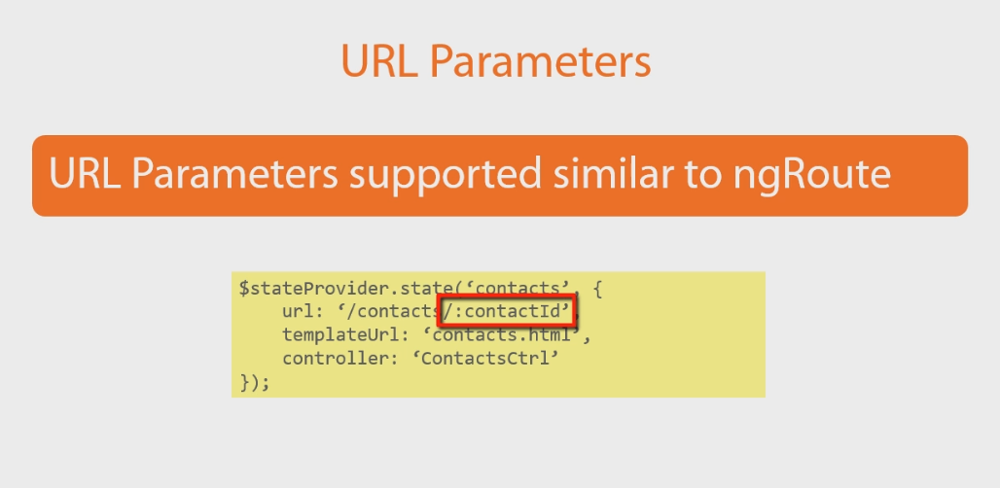 URL Parameters
URL Parameters supported similar to ngRoute
$stateProvider.state(‘contacts’, {
url: ‘/contacts/:contactId’,
templateUrl: ‘contacts.html’,
controller: ‘ContactsCtrl’
});